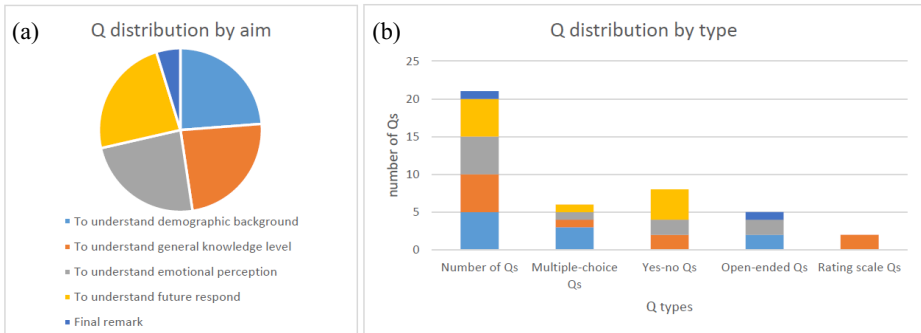 (a)
Q distribution by aim
To understand demographic background
To understand general knowledge level
To understand emotional perception
To understand future respond
Final remark
(b)
Q distribution by type
number of Qs
25
20
15
10
5
0
Number of Qs
Multiple-choice
Qs
Yes-no Qs
Open-ended Qs
Rating scale Qs
Q types